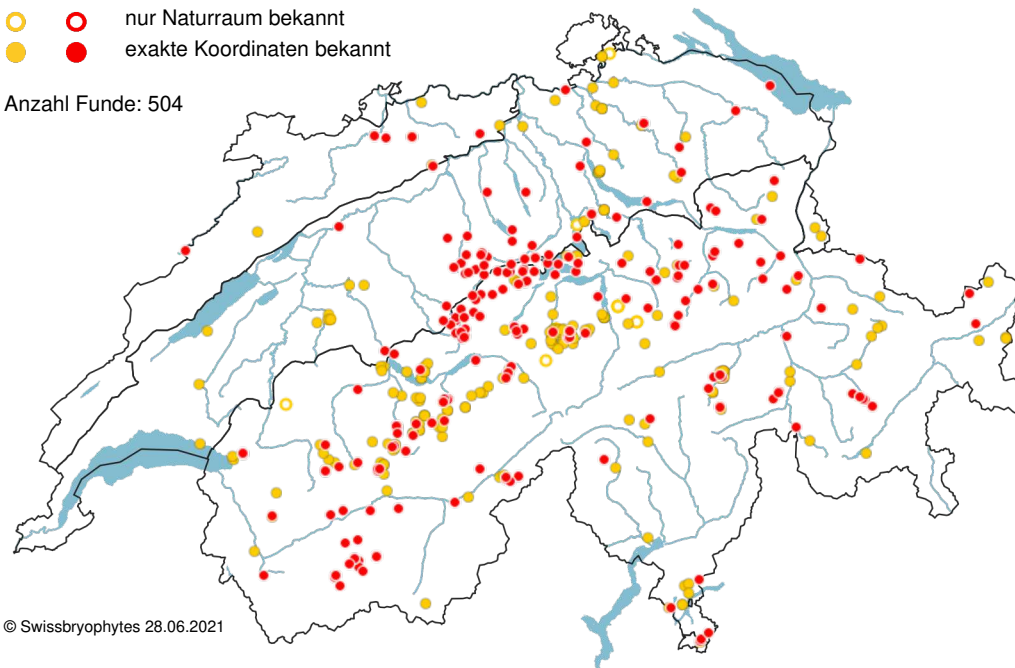 nur Naturraum bekannt
exakte Koordinaten bekannt
Anzahl Funde: 504
© Swissbryophytes 28.06.2021